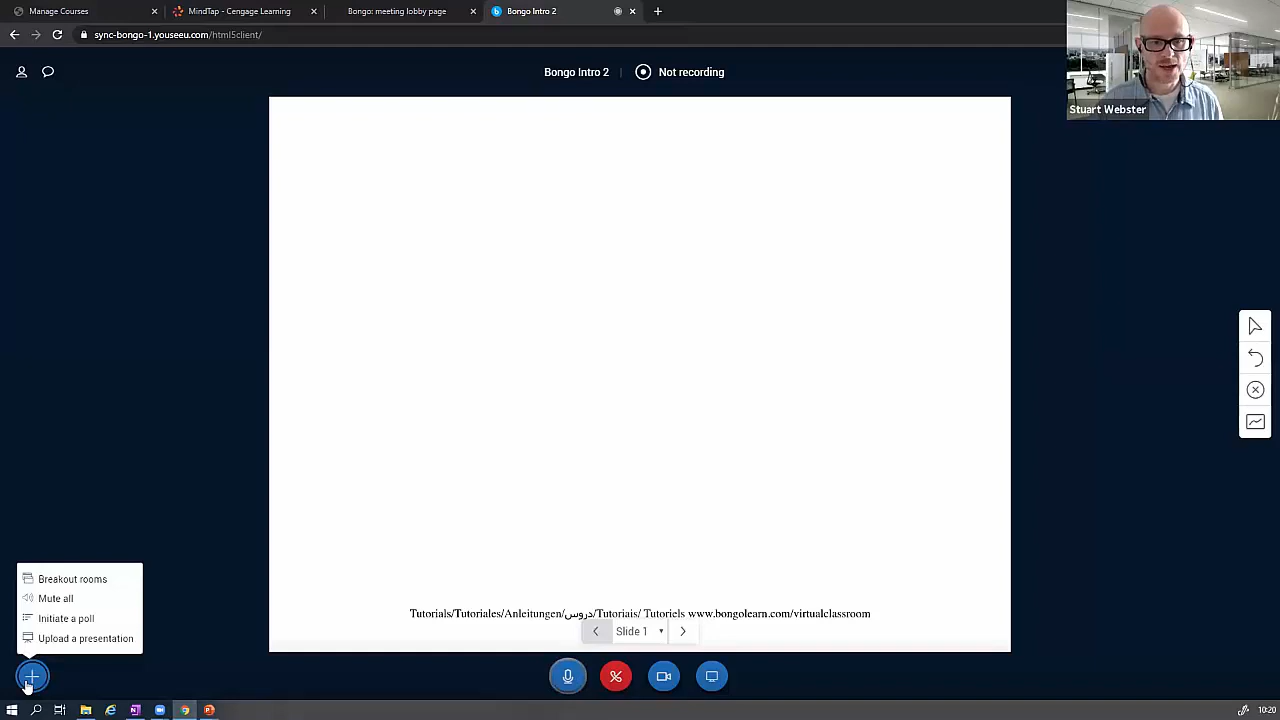 Manage Courses
MindTap - Cengage Learning
Bongo: meeting lobby page
Bongo Intro 2
sync-bongo-1.youseeu.com/html5client/
Stuart Webster
Bongo Intro 2 | Not recording
Breakout rooms
Mute all
Initiate a poll
Upload a presentation
Tutorials/Tutoriales/Anleitungen/دروس/Tutoriais/ Tutoriels www.bongolearn.com/virtualclassroom
Slide 1
10:20